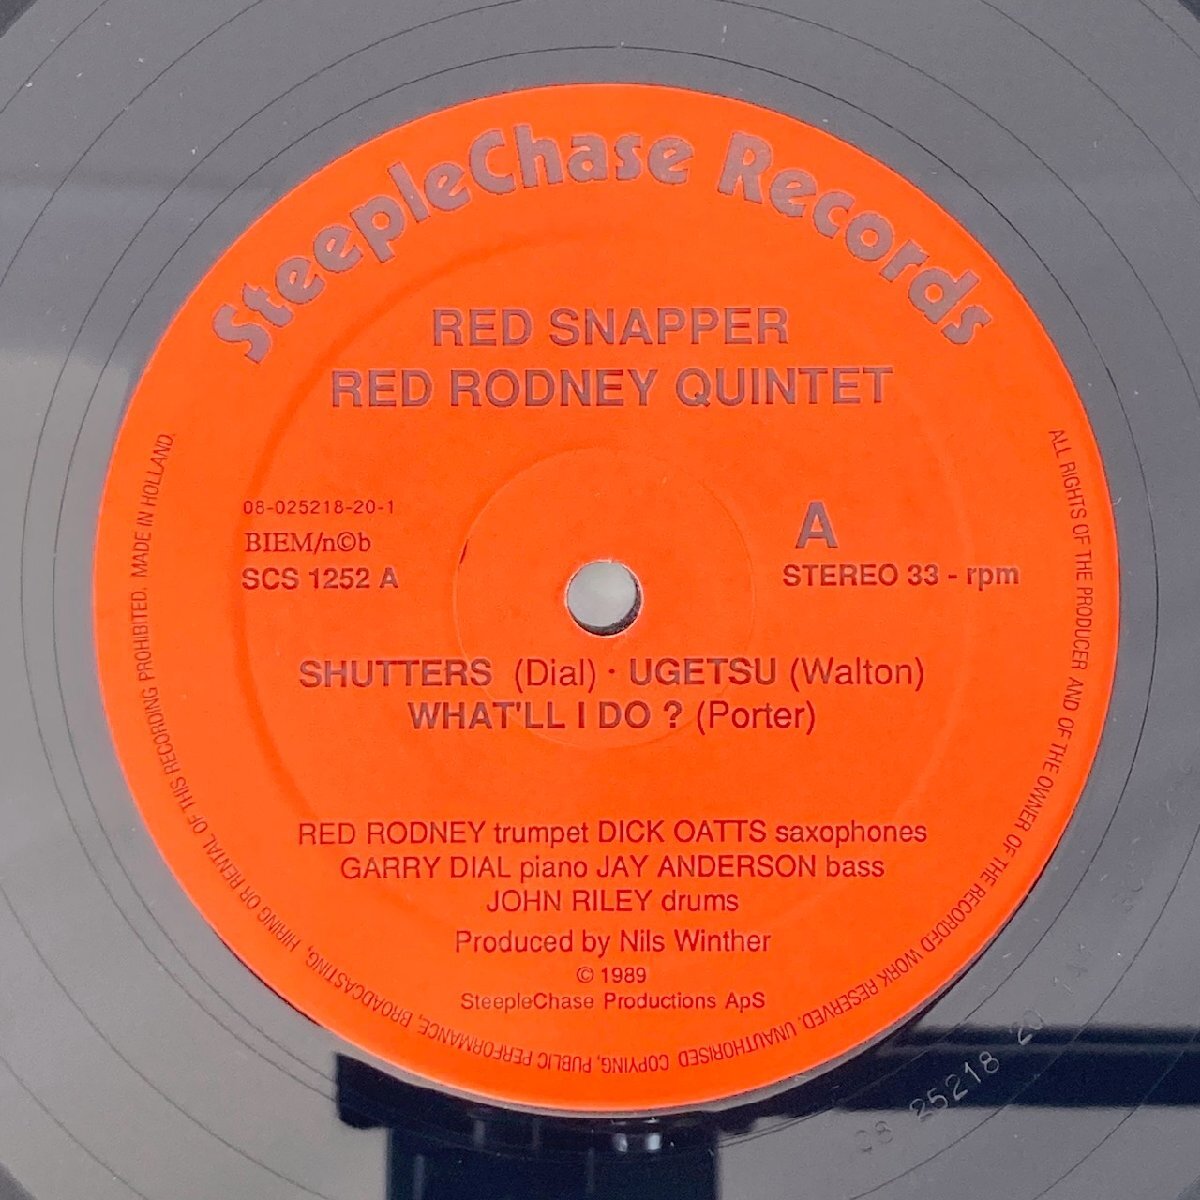 SteepleChase Records
RED SNAPPER
RED RODNEY QUINTET
08-025218-20-1
BIEM/n©b
SCS 1252 A
A
STEREO 33 - rpm
SHUTTERS (Dial) · UGETSU (Walton)
WHAT'LL I DO ? (Porter)
RED RODNEY trumpet DICK OATTS saxophones
GARRY DIAL piano JAY ANDERSON bass
JOHN RILEY drums
Produced by Nils Winther
© 1989
SteepleChase Productions ApS
ALL RIGHTS OF THE PRODUCER AND OF THE OWNER OF THE RECORDED WORK RESERVED. UNAUTHORISED COPYING, PUBLIC PERFORMANCE, BROADCASTING, HIRING OR RENTAL OF THIS RECORDING PROHIBITED. MADE IN HOLLAND.
08 25218 20